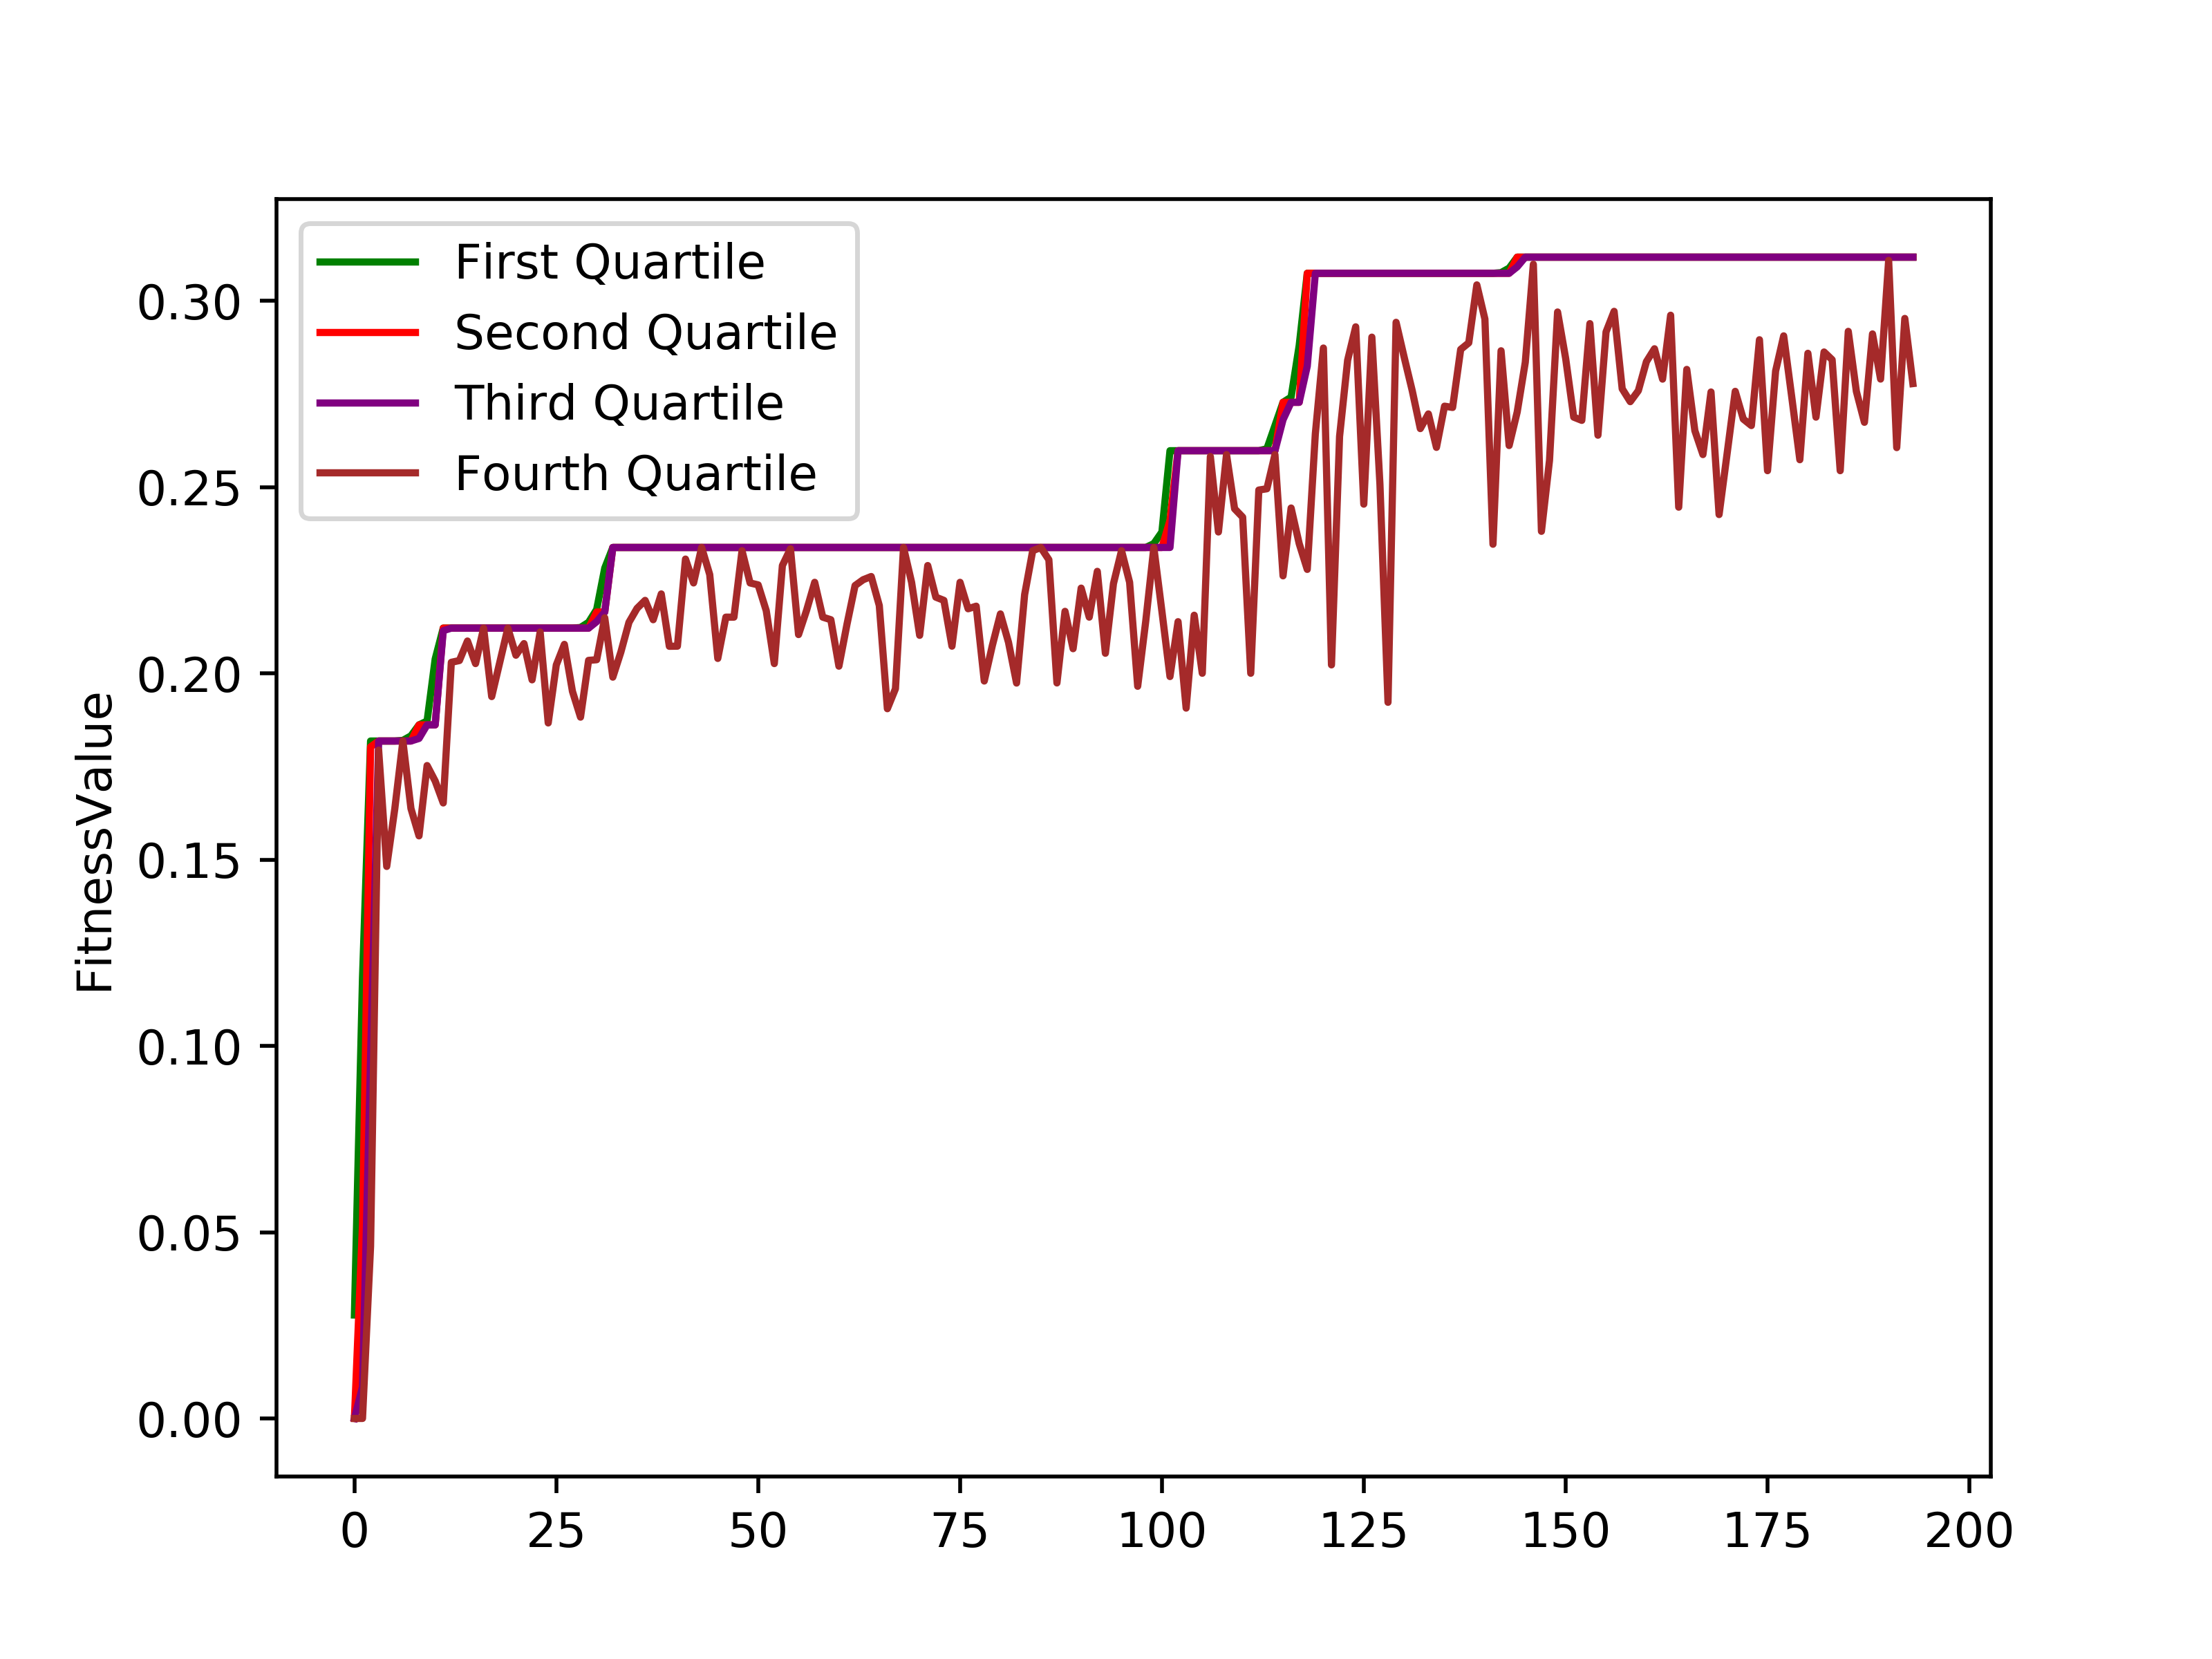 First Quartile
Second Quartile
Third Quartile
Fourth Quartile
FitnessValue
0.30
0.25
0.20
0.15
0.10
0.05
0.00
0 25 50 75 100 125 150 175 200